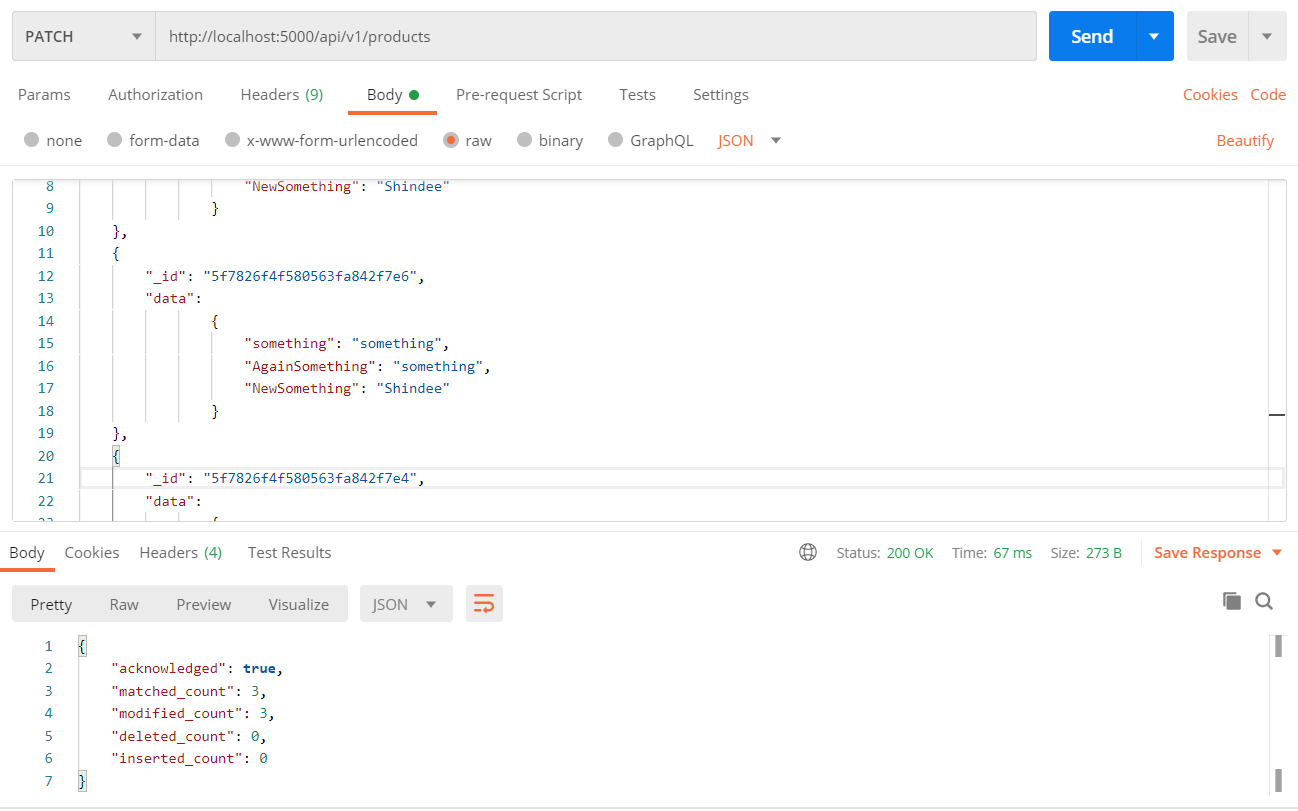 PATCH http://localhost:5000/api/v1/products Send Save
Params Authorization Headers (9) Body Pre-request Script Tests Settings Cookies Code
none form-data x-www-form-urlencoded raw binary GraphQL JSON Beautify
8 "NewSomething": "Shindee"
9 }
10 },
11 {
12 "_id": "5f7826f4f580563fa842f7e6",
13 "data":
14 {
15 "something": "something",
16 "AgainSomething": "something",
17 "NewSomething": "Shindee"
18 }
19 },
20 {
21 "_id": "5f7826f4f580563fa842f7e4",
22 "data":
23 {
Body Cookies Headers (4) Test Results Status: 200 OK Time: 67 ms Size: 273 B Save Response
Pretty Raw Preview Visualize JSON
1 {
2 "acknowledged": true,
3 "matched_count": 3,
4 "modified_count": 3,
5 "deleted_count": 0,
6 "inserted_count": 0
7 }